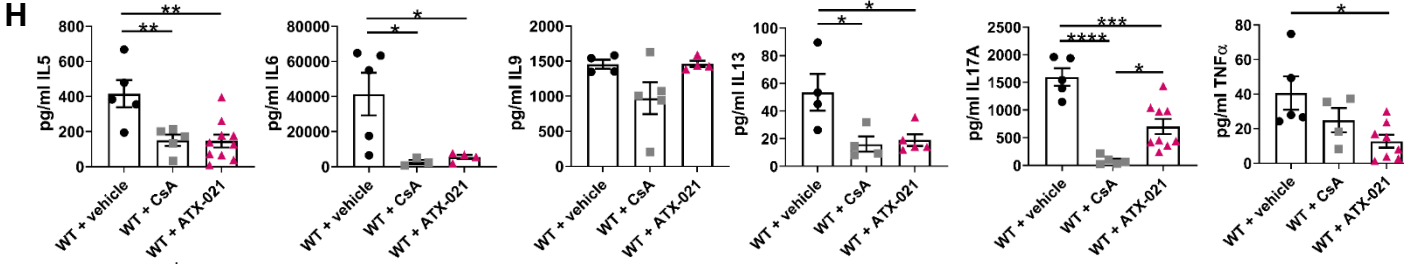 H
pg/ml IL5
800
600
400
200
0
**
**
WT + vehicle
WT + CsA
WT + ATX-021
pg/ml IL6
80000
60000
40000
20000
0
*
*
WT + vehicle
WT + CsA
WT + ATX-021
pg/ml IL9
2000
1500
1000
500
0
WT + vehicle
WT + CsA
WT + ATX-021
pg/ml IL13
100
80
60
40
20
0
*
*
WT + vehicle
WT + CsA
WT + ATX-021
pg/ml IL17A
2500
2000
1500
1000
500
0
***
****
*
WT + vehicle
WT + CsA
WT + ATX-021
pg/ml TNFα
80
60
40
20
0
*
WT + vehicle
WT + CsA
WT + ATX-021